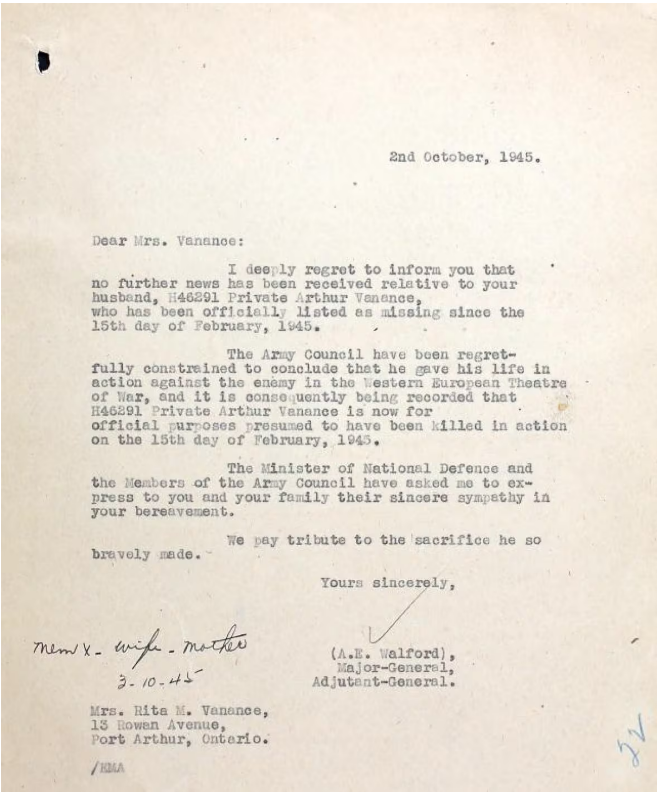 2nd October, 1945.
Dear Mrs. Vanance:
I deeply regret to inform you that
no further news has been received relative to your
husband, H46291 Private Arthur Vanance,
who has been officially listed as missing since the
15th day of February, 1945.
The Army Council have been regret-
fully constrained to conclude that he gave his life in
action against the enemy in the Western European Theatre
of War, and it is consequently being recorded that
H46291 Private Arthur Vanance is now for
official purposes presumed to have been killed in action
on the 15th day of February, 1945.
The Minister of National Defence and
the Members of the Army Council have asked me to ex-
press to you and your family their sincere sympathy in
your bereavement.
We pay tribute to the sacrifice he so
bravely made.
Yours sincerely,
(A.E. Walford),
Major-General,
Adjutant-General.
Mem X - wife - mother
3-10-45
Mrs. Rita M. Vanance,
13 Rowan Avenue,
Port Arthur, Ontario.
/HMA
22